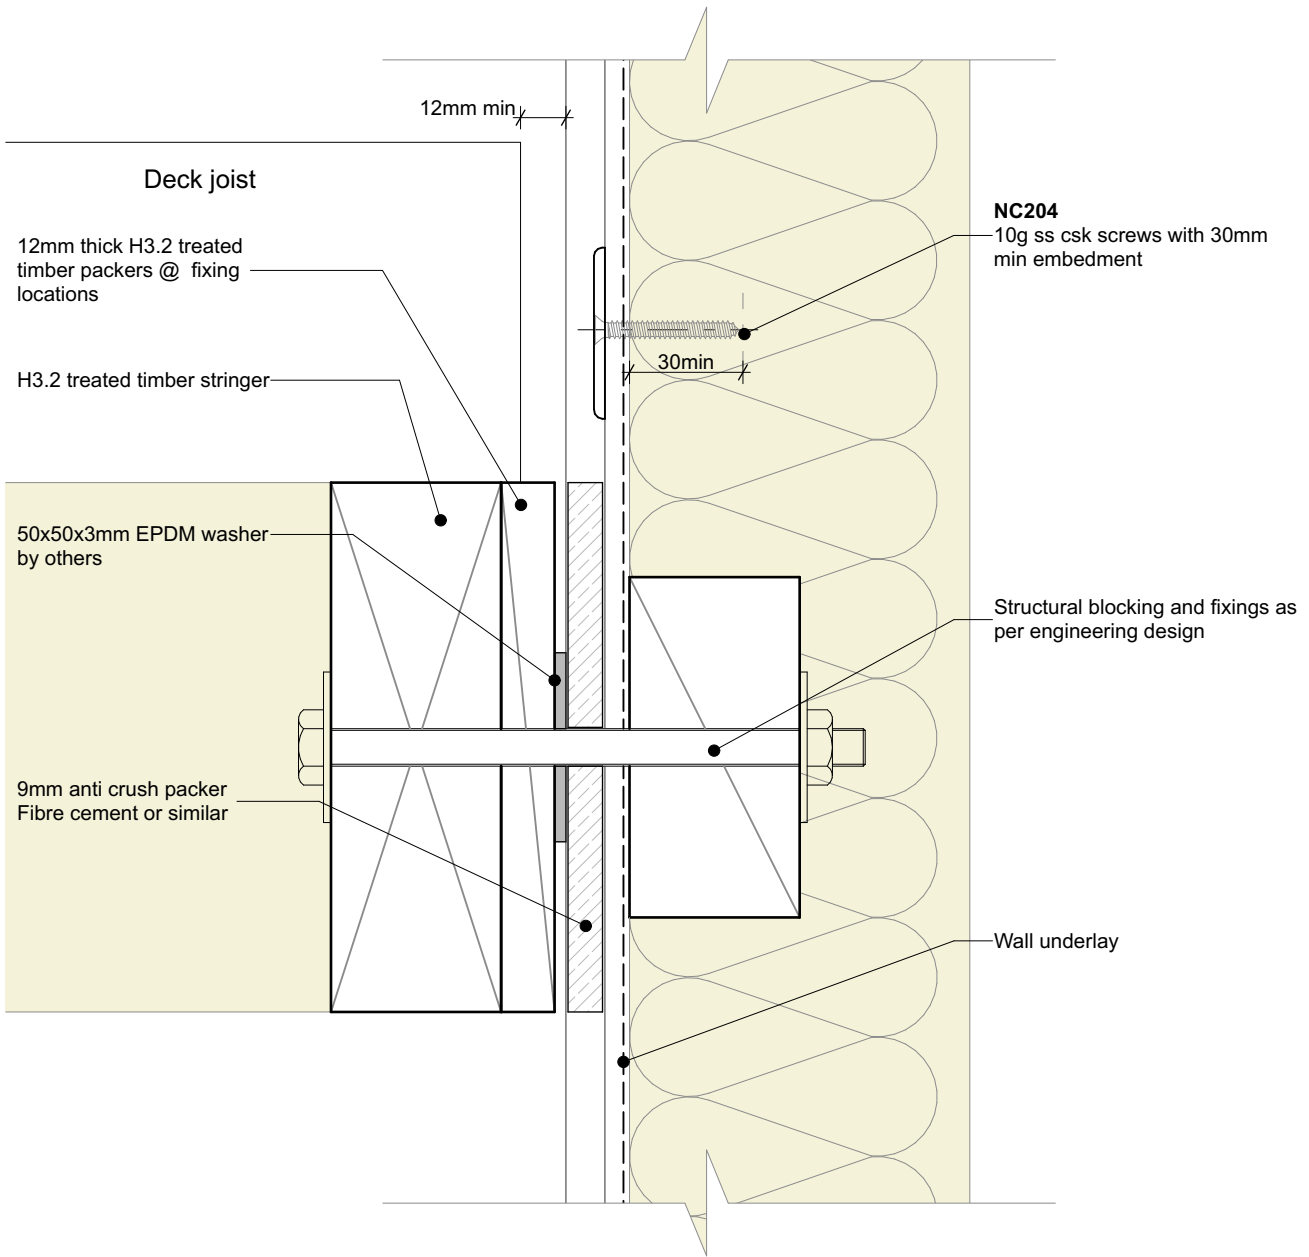 12mm min
Deck joist
12mm thick H3.2 treated
timber packers @ fixing
locations
H3.2 treated timber stringer
50x50x3mm EPDM washer
by others
9mm anti crush packer
Fibre cement or similar
NC204
10g ss csk screws with 30mm
min embedment
30min
Structural blocking and fixings as
per engineering design
Wall underlay